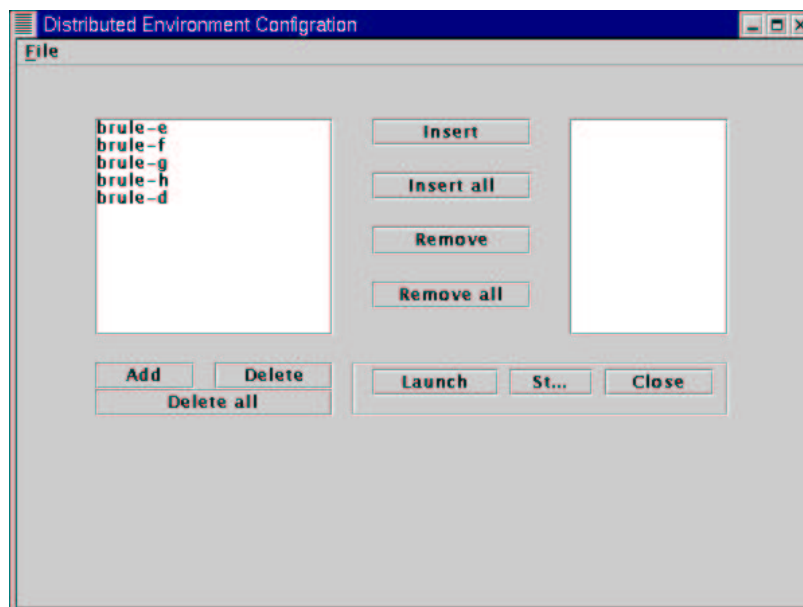 Distributed Environment Configration
File
brule-e
brule-f
brule-g
brule-h
brule-d
Insert
Insert all
Remove
Remove all
Add Delete
Delete all
Launch St... Close